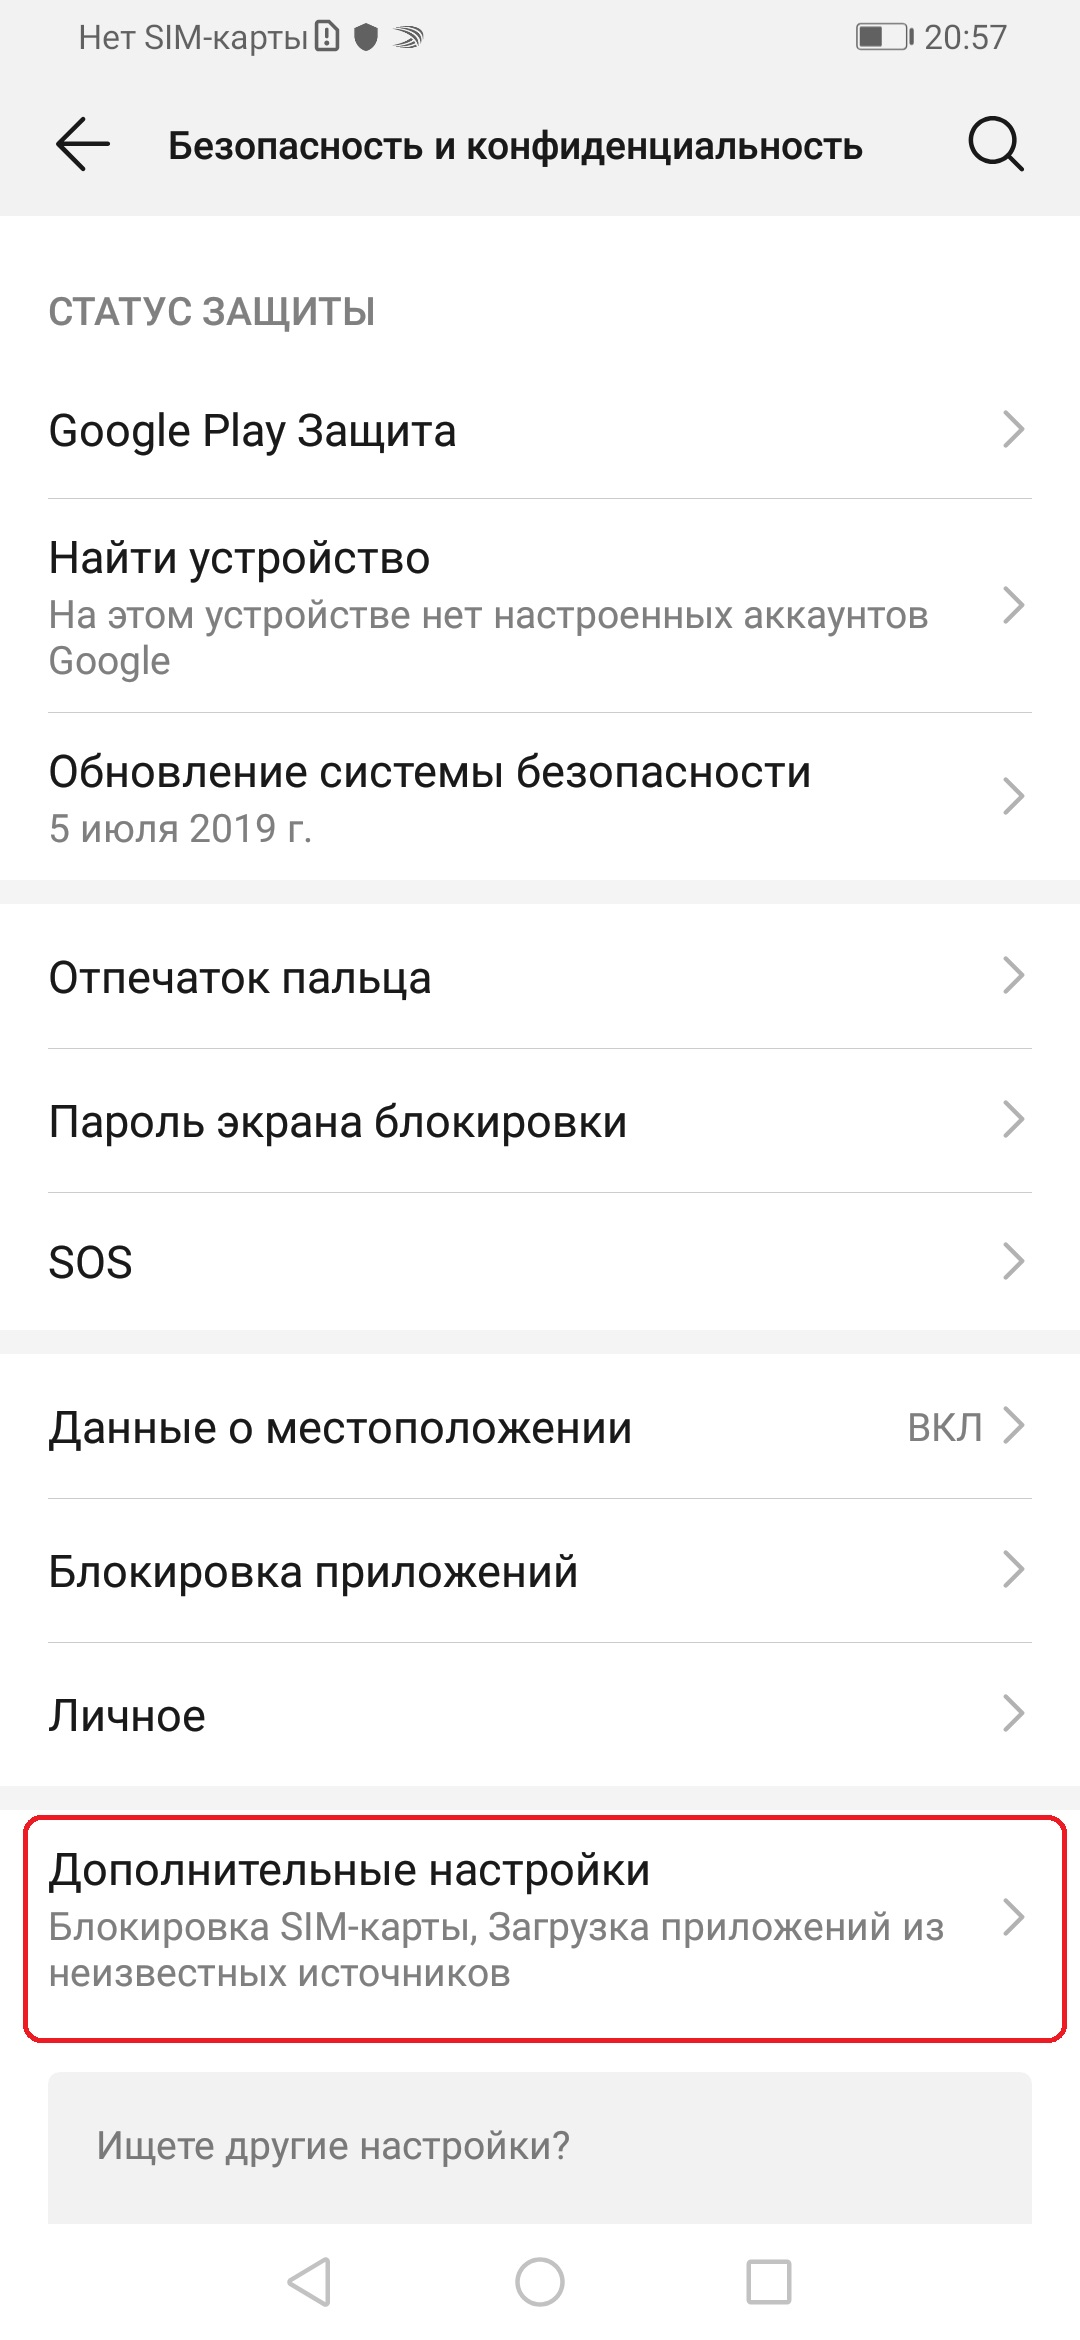 Нет SIM-карты 20:57
Безопасность и конфиденциальность
СТАТУС ЗАЩИТЫ
Google Play Защита
Найти устройство
На этом устройстве нет настроенных аккаунтов
Google
Обновление системы безопасности
5 июля 2019 г.
Отпечаток пальца
Пароль экрана блокировки
SOS
Данные о местоположении ВКЛ
Блокировка приложений
Личное
Дополнительные настройки
Блокировка SIM-карты, Загрузка приложений из
неизвестных источников
Ищете другие настройки?